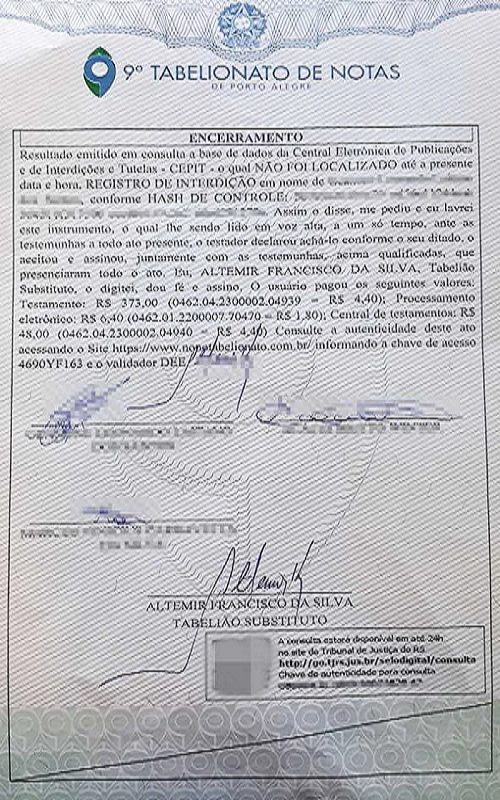 9º TABELIONATO DE NOTAS
DE PORTO ALEGRE
ENCERRAMENTO
Resultado emitido em consulta a base de dados da Central Eletrônica de Publicações
e de Interdições e Tutelas - CEPIT - o qual NÃO FOI LOCALIZADO até a presente
data e hora, REGISTRO DE INTERDIÇÃO em nome de
, conforme HASH DE CONTROLE:
Assim o disse, me pediu e eu lavrei
este instrumento, o qual lhe sendo lido em voz alta, a um só tempo, ante as
testemunhas a todo ato presente, o testador declarou achá-lo conforme o seu ditado, o
aceitou e assinou, juntamente com as testemunhas, acima qualificadas, que
presenciaram todo o ato. Eu, ALTEMIR FRANCISCO DA SILVA, Tabelião
Substituto, o digitei, dou fé e assino. O usuário pagou os seguintes valores:
Testamento: R$ 373,00 (0462.04.2300002.04939 = R$ 4,40); Processamento
eletrônico: R$ 6,40 (0462.01.2200007.70470 = R$ 1,80); Central de testamentos: R$
48,00 (0462.04.2300002.04940 = R$ 4,40) Consulte a autenticidade deste ato
acessando o Site https://www.nonotabelionato.com.br/ informando a chave de acesso
4690YF163 e o validador DEE
ALTEMIR FRANCISCO DA SILVA
TABELIÃO SUBSTITUTO
A consulta estará disponível em até 24h
no site do Tribunal de Justiça do RS
http://go.tjrs.jus.br/selodigital/consulta
Chave de autenticidade para consulta